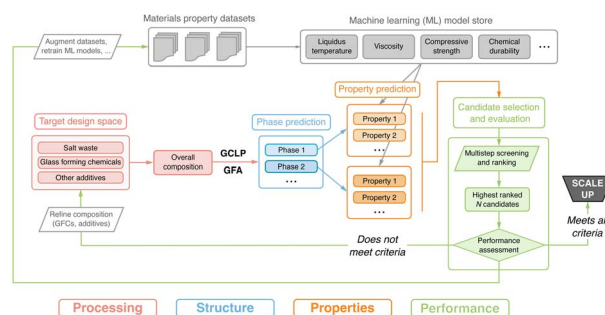 Materials property datasets
Machine learning (ML) model store
Augment datasets,
retrain ML models, ...
Liquidus
temperature
Viscosity
Compressive
strength
Chemical
durability
...
Property prediction
Target design space
Phase prediction
Candidate selection
and evaluation
Salt waste
Glass forming chemicals
Other additives
Overall
composition
GCLP
GFA
Phase 1
Phase 2
...
Property 1
Property 2
...
Property 1
Property 2
...
Multistep screening
and ranking
Highest ranked
N candidates
Performance
assessment
SCALE
UP
Meets al
criteria
Does not
meet criteria
Refine composition
(GFCs, additives)
Processing
Structure
Properties
Performance